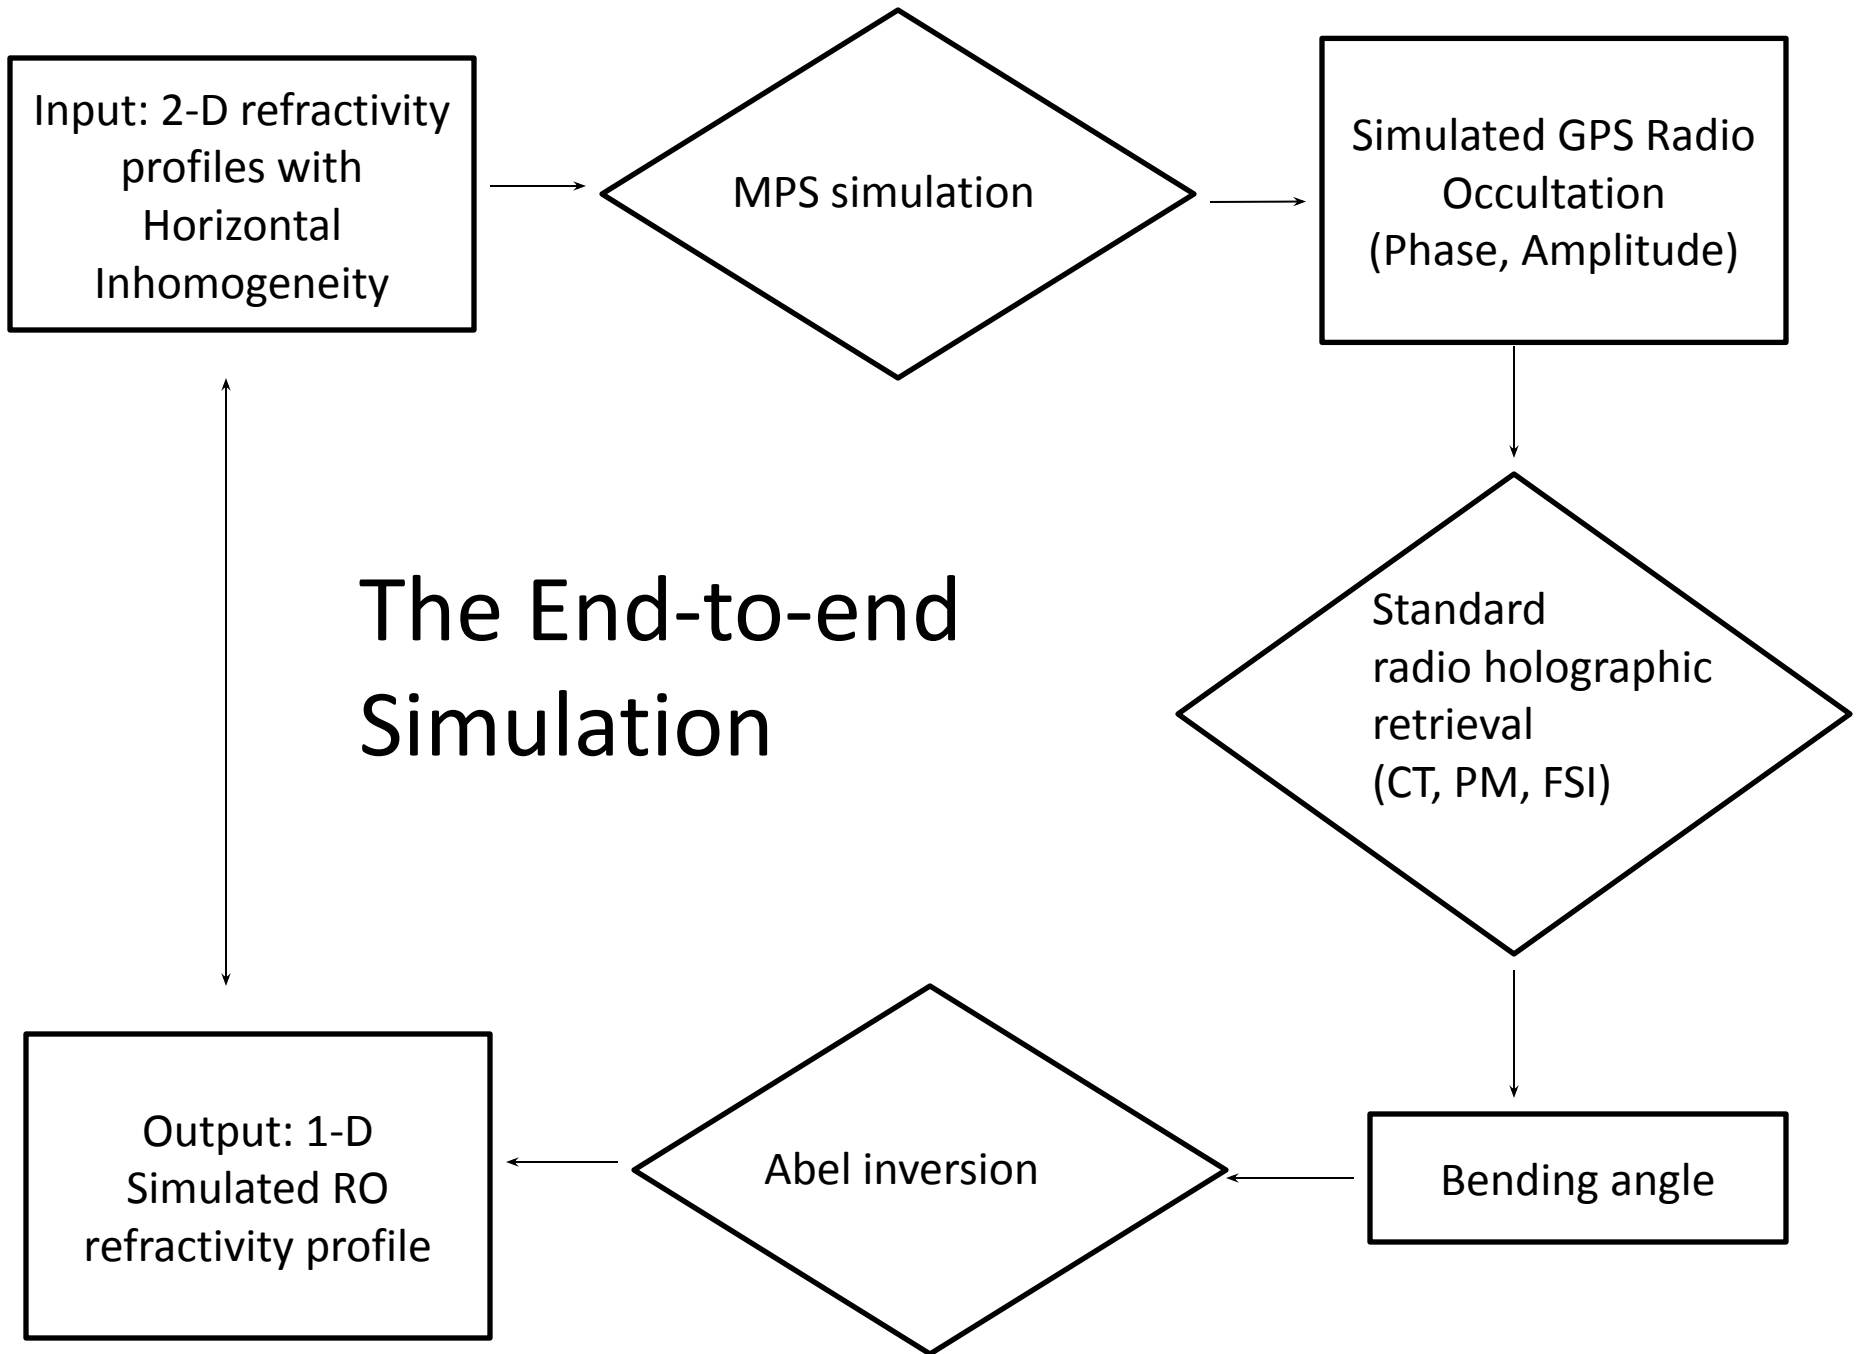 Input: 2-D refractivity
profiles with
Horizontal
Inhomogeneity
MPS simulation
Simulated GPS Radio
Occultation
(Phase, Amplitude)
The End-to-end
Simulation
Standard
radio holographic
retrieval
(CT, PM, FSI)
Output: 1-D
Simulated RO
refractivity profile
Abel inversion
Bending angle